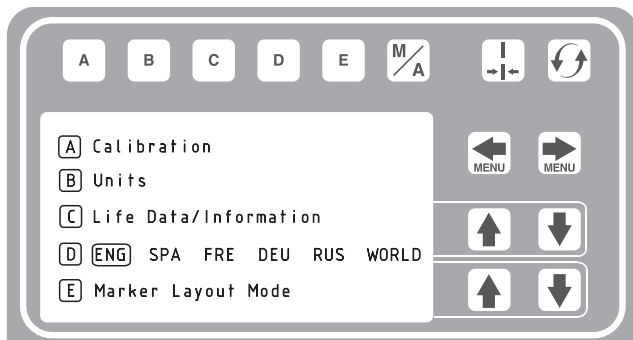 A B C D E M/A
MENU MENU
A Calibration
B Units
C Life Data/Information
D ENG SPA FRE DEU RUS WORLD
E Marker Layout Mode